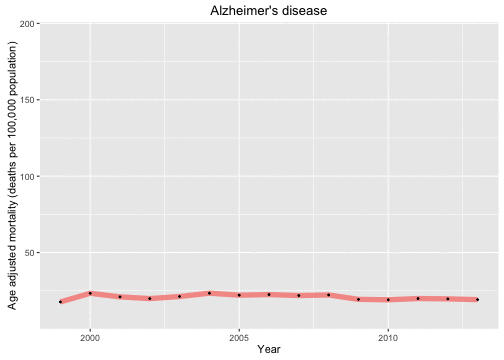 Alzheimer's disease
Age adjusted mortality (deaths per 100,000 population)
200
150
100
50
2000 2005 2010
Year